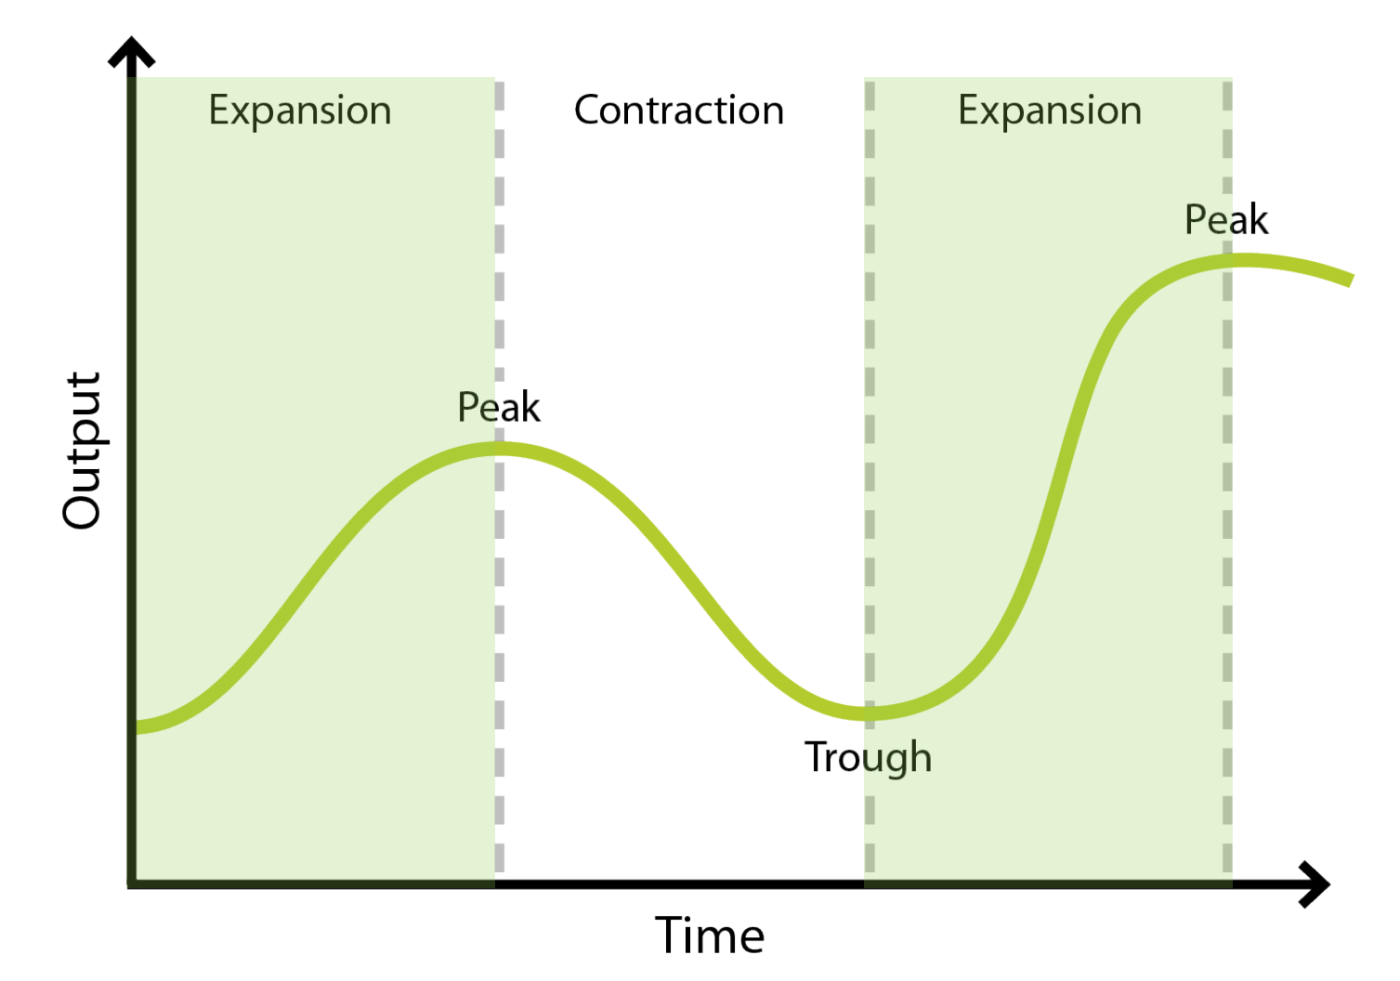 Expansion
Contraction
Expansion
Peak
Peak
Output
Trough
Time